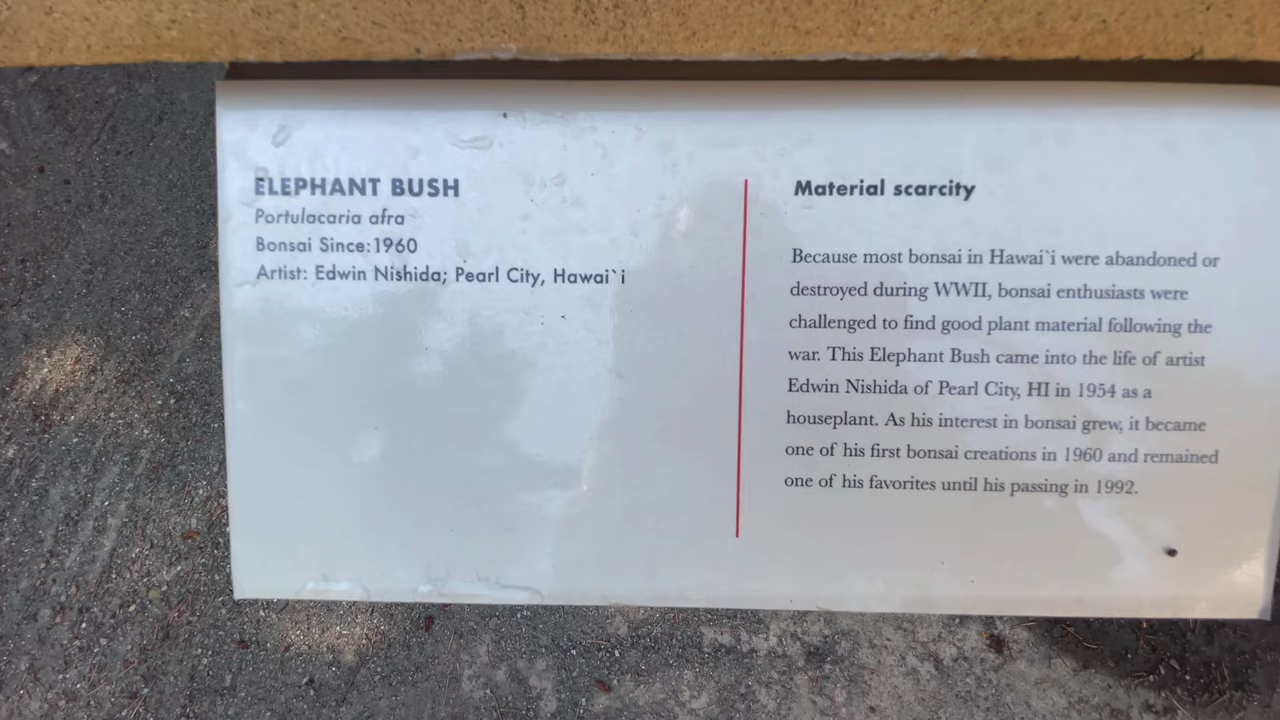 ELEPHANT BUSH
Portulacaria afra
Bonsai Since:1960
Artist: Edwin Nishida; Pearl City, Hawai`i
Material scarcity
Because most bonsai in Hawai`i were abandoned or
destroyed during WWII, bonsai enthusiasts were
challenged to find good plant material following the
war. This Elephant Bush came into the life of artist
Edwin Nishida of Pearl City, HI in 1954 as a
houseplant. As his interest in bonsai grew, it became
one of his first bonsai creations in 1960 and remained
one of his favorites until his passing in 1992.